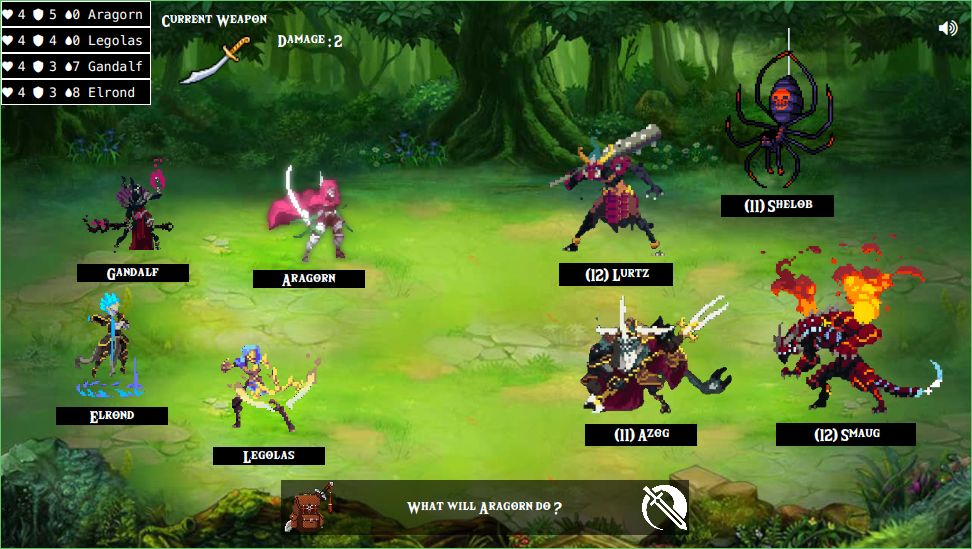 4 5 0 Aragorn
4 4 0 Legolas
4 3 7 Gandalf
4 3 8 Elrond
Current Weapon
Damage : 2
(11) Shelob
Gandalf
Aragorn
(12) Lurtz
Elrond
Legolas
(11) Azog
(12) Smaug
What will Aragorn do ?